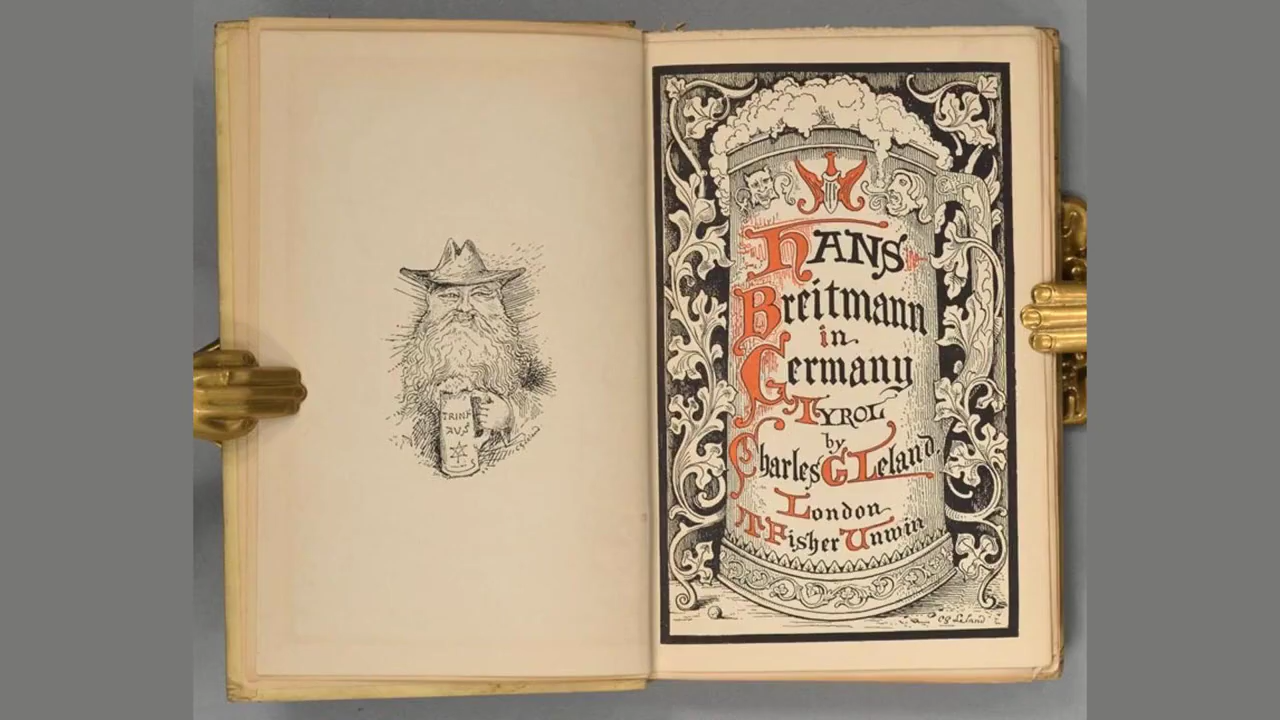 TRINK
AUS
HANS
Breitmann
in
Germany
TYROL
by
Charles G Leland
London
T Fisher Unwin
CG Leland